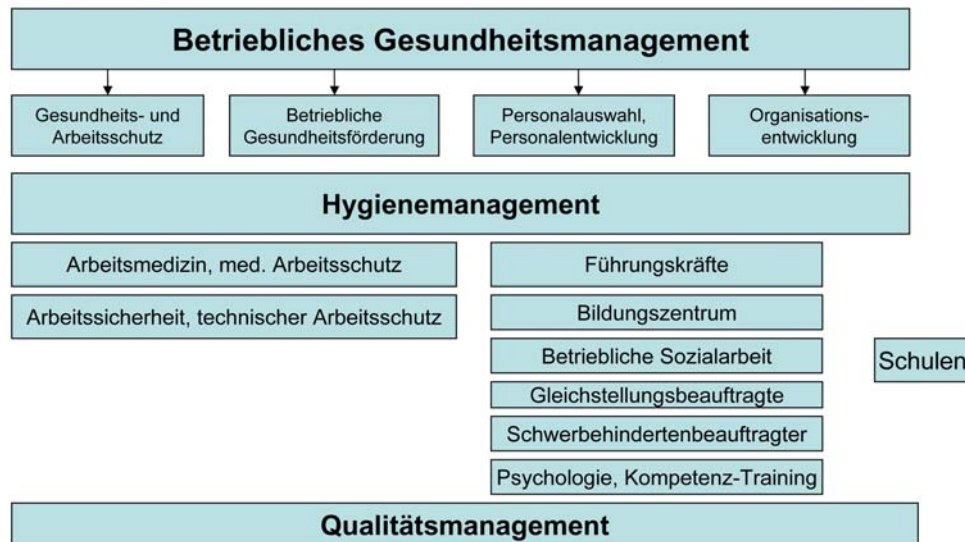 Betriebliches Gesundheitsmanagement
Gesundheits- und
Arbeitsschutz
Betriebliche
Gesundheitsförderung
Personalauswahl,
Personalentwicklung
Organisations-
entwicklung
Hygienemanagement
Arbeitsmedizin, med. Arbeitsschutz
Arbeitssicherheit, technischer Arbeitsschutz
Führungskräfte
Bildungszentrum
Betriebliche Sozialarbeit
Gleichstellungsbeauftragte
Schwerbehindertenbeauftragter
Psychologie, Kompetenz-Training
Schulen
Qualitätsmanagement